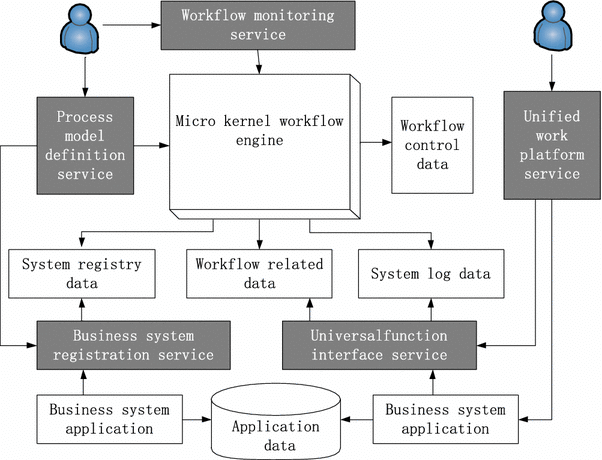 Workflow monitoring
service
Process
model
definition
service
Micro kernel workflow
engine
Workflow
control
data
Unified
work
platform
service
System registry
data
Workflow related
data
System log data
Business system
registration service
Universalfunction
interface service
Business system
application
Application
data
Business system
application